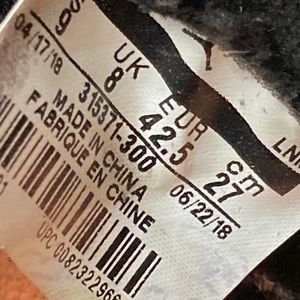 UK EUR cm
9 8 42.5 27
04/17/18 06/22/18
315371-300
MADE IN CHINA
FABRIQUE EN CHINE